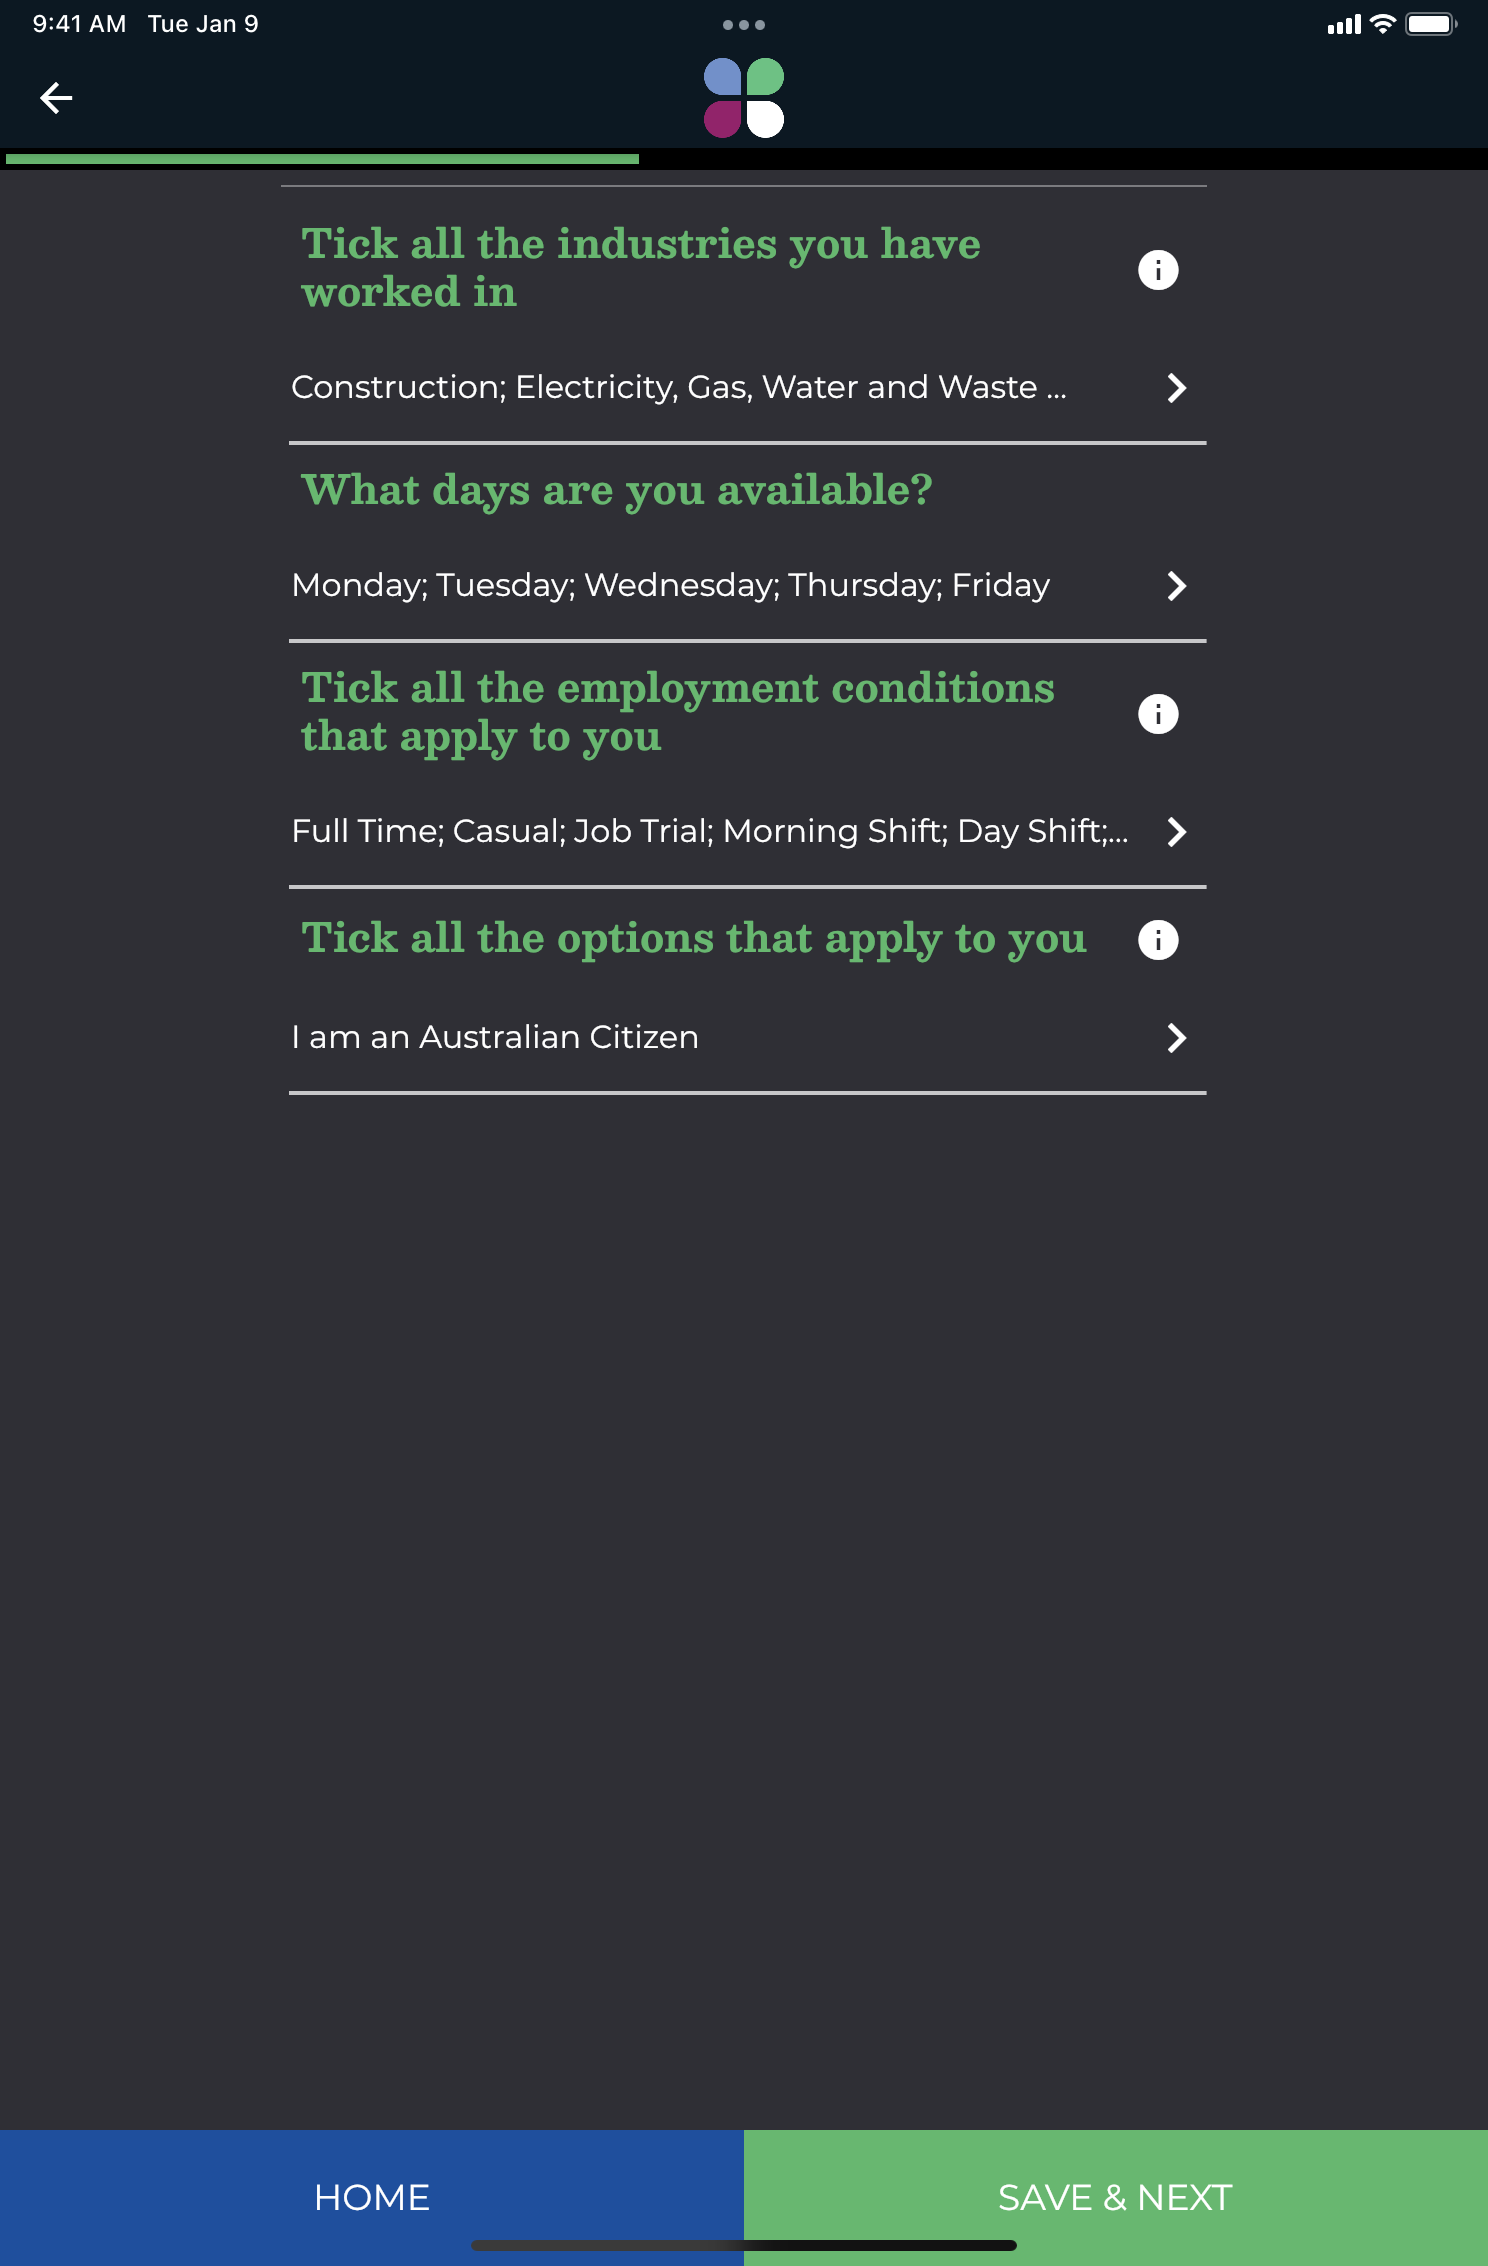 9:41 AM Tue Jan 9
Tick all the industries you have
worked in
Construction; Electricity, Gas, Water and Waste ...
What days are you available?
Monday; Tuesday; Wednesday; Thursday; Friday
Tick all the employment conditions
that apply to you
Full Time; Casual; Job Trial; Morning Shift; Day Shift;...
Tick all the options that apply to you
I am an Australian Citizen
HOME
SAVE & NEXT